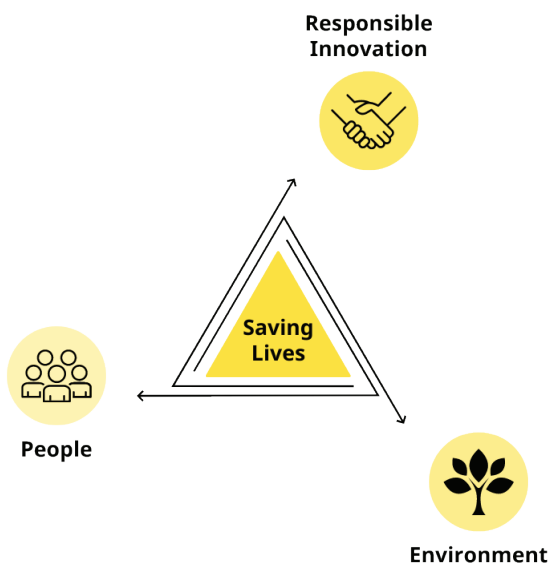 Responsible
Innovation
Saving
Lives
People
Environment